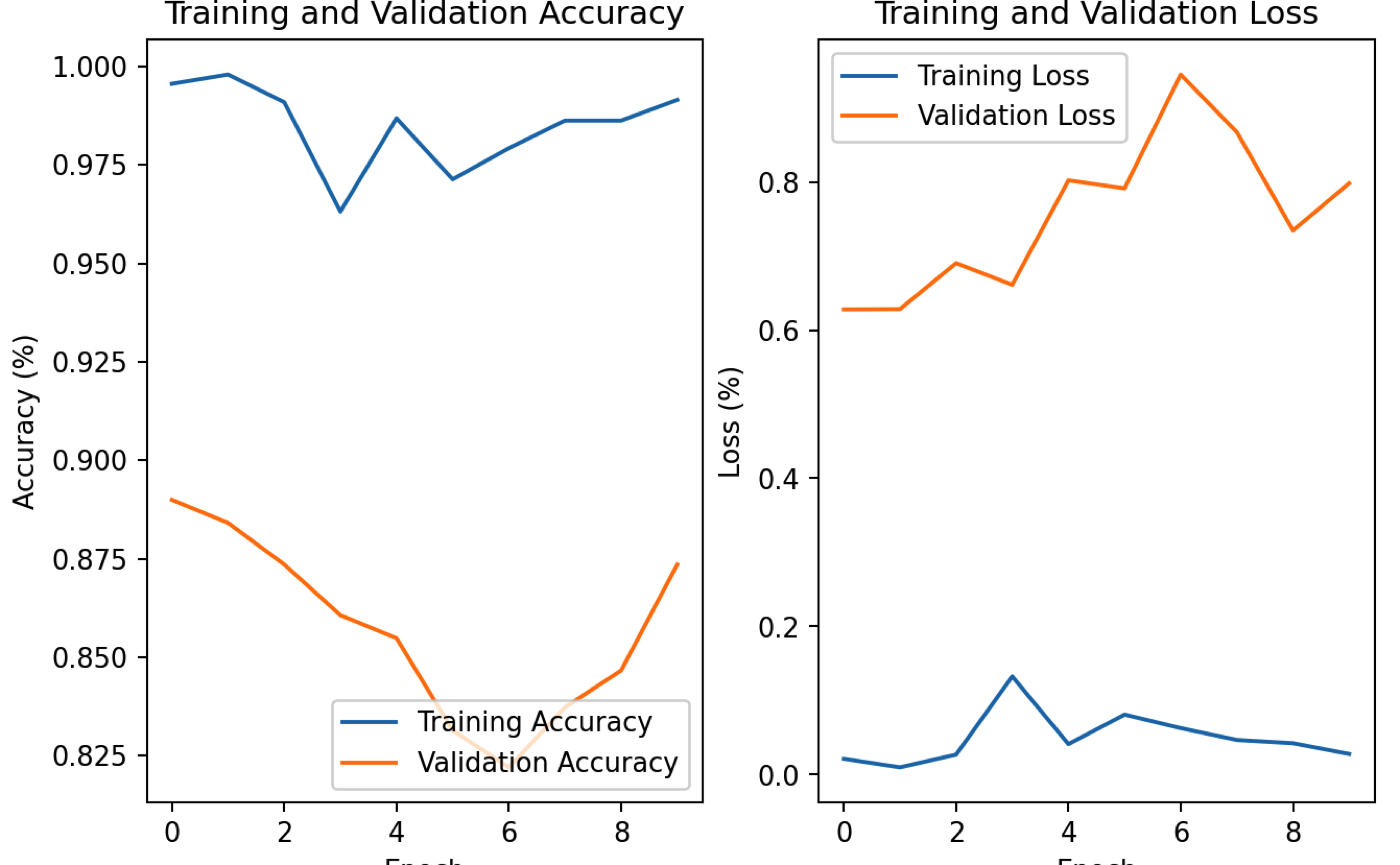 Training and Validation Accuracy
Accuracy (%)
1.000
0.975
0.950
0.925
0.900
0.875
0.850
0.825
Training Accuracy
Validation Accuracy
0 2 4 6 8
Epoch
Training and Validation Loss
Loss (%)
Training Loss
Validation Loss
0.8
0.6
0.4
0.2
0.0
0 2 4 6 8
Epoch